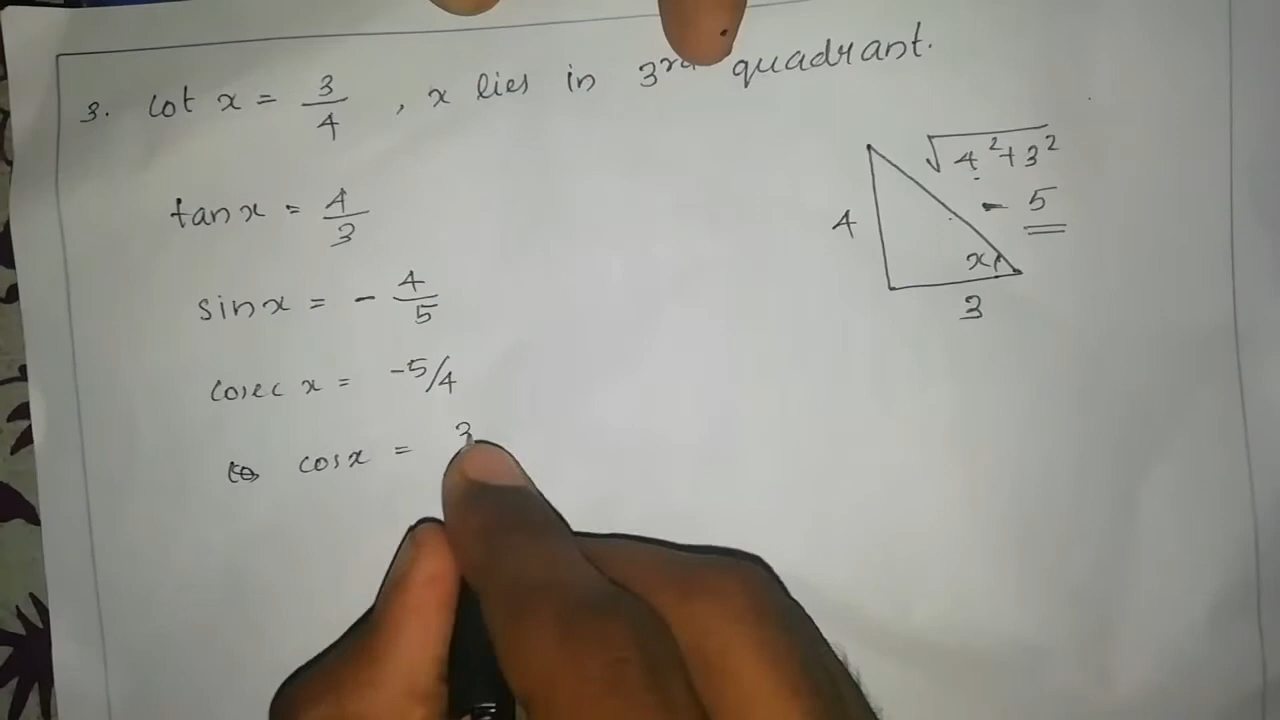 3. cot x = 3/4 , x lies in 3rd quadrant.
tan x = 4/3
sin x = - 4/5
cosec x = -5/4
cos x = 3
√4²+3²
- 5
4
x
3